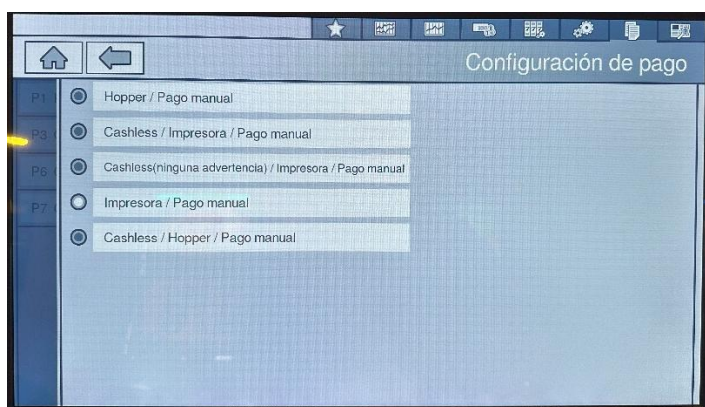 Configuración de pago
P1
Hopper / Pago manual
P3
Cashless / Impresora / Pago manual
P6
Cashless(ninguna advertencia) / Impresora / Pago manual
P7
Impresora / Pago manual
Cashless / Hopper / Pago manual